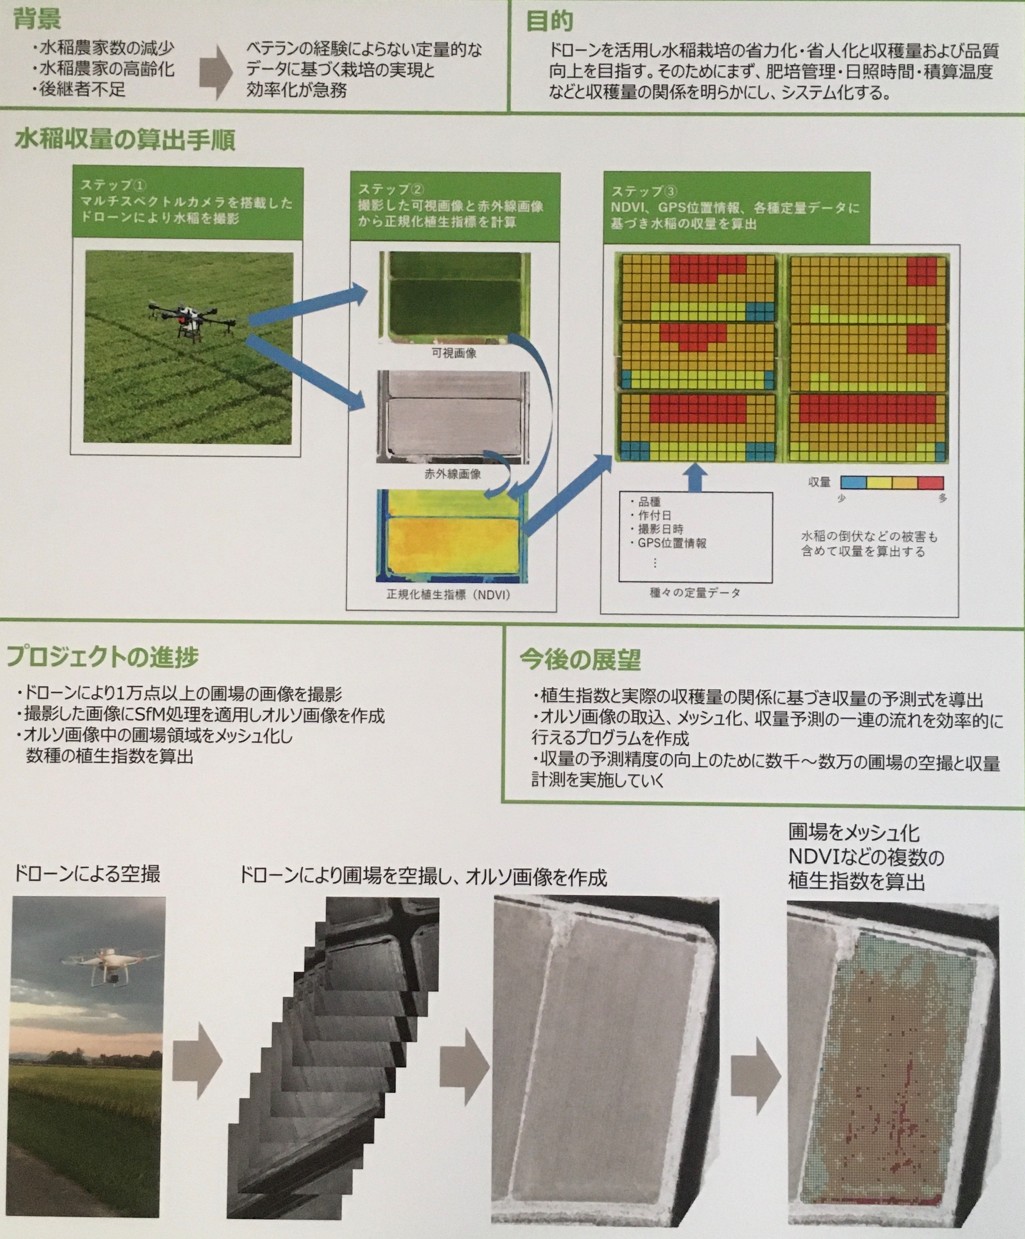 背景
・水稲農家数の減少
・水稲農家の高齢化
・後継者不足
ベテランの経験によらない定量的な
データに基づく栽培の実現と
効率化が急務
目的
ドローンを活用し水稲栽培の省力化・省人化と収穫量および品質
向上を目指す。そのためにまず、肥培管理・日照時間・積算温度
などと収穫量の関係を明らかにし、システム化する。
水稲収量の算出手順
ステップ①
マルチスペクトルカメラを搭載した
ドローンにより水稲を撮影
ステップ②
撮影した可視画像と赤外線画像
から正規化植生指標を計算
可視画像
赤外線画像
正規化植生指標（NDVI）
ステップ③
NDVI、GPS位置情報、各種定量データに
基づき水稲の収量を算出
収量
少
多
・品種
・作付日
・撮影日時
・GPS位置情報
⋮
種々の定量データ
水稲の倒伏などの被害も
含めて収量を算出する
プロジェクトの進捗
・ドローンにより1万点以上の圃場の画像を撮影
・撮影した画像にSfM処理を適用しオルソ画像を作成
・オルソ画像中の圃場領域をメッシュ化し
数種の植生指数を算出
今後の展望
・植生指数と実際の収穫量の関係に基づき収量の予測式を導出
・オルソ画像の取込、メッシュ化、収量予測の一連の流れを効率的に
行えるプログラムを作成
・収量の予測精度の向上のために数千～数万の圃場の空撮と収量
計測を実施していく
ドローンによる空撮
ドローンにより圃場を空撮し、オルソ画像を作成
圃場をメッシュ化
NDVIなどの複数の
植生指数を算出